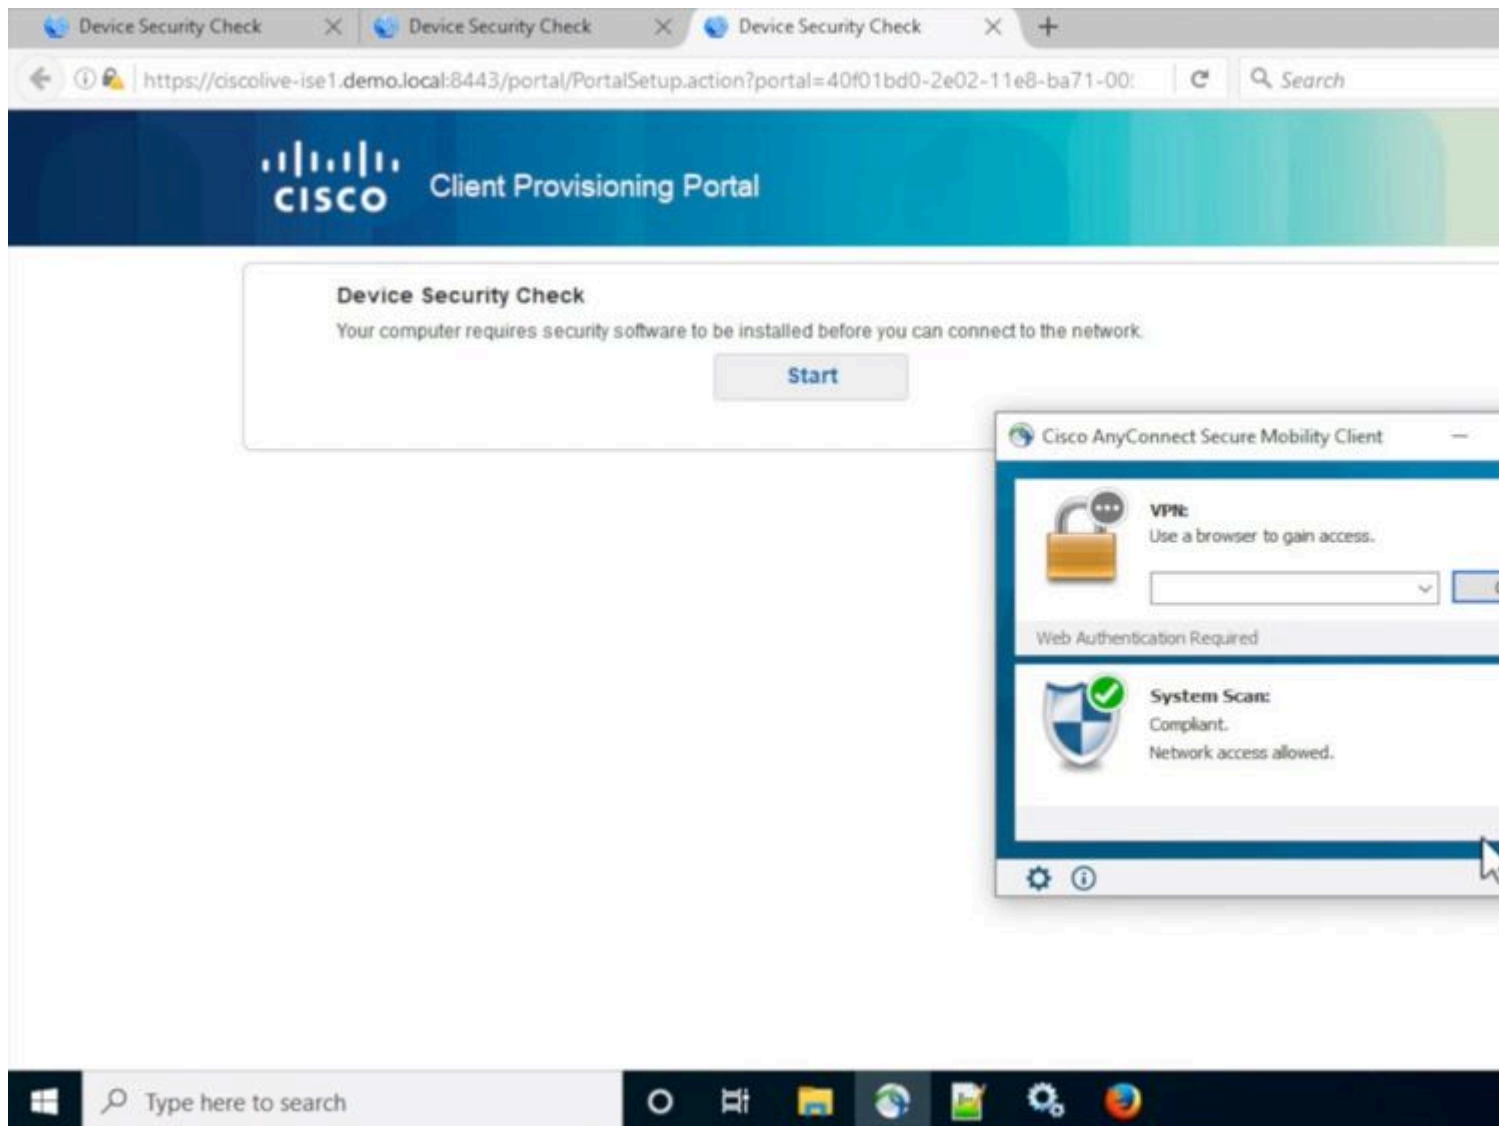 Device Security Check
Device Security Check
Device Security Check
https://ciscolive-ise1.demo.local:8443/portal/PortalSetup.action?portal=40f01bd0-2e02-11e8-ba71-00
Search
CISCO
Client Provisioning Portal
Device Security Check
Your computer requires security software to be installed before you can connect to the network.
Start
Cisco AnyConnect Secure Mobility Client
VPN:
Use a browser to gain access.
Web Authentication Required
System Scan:
Compliant.
Network access allowed.
Type here to search